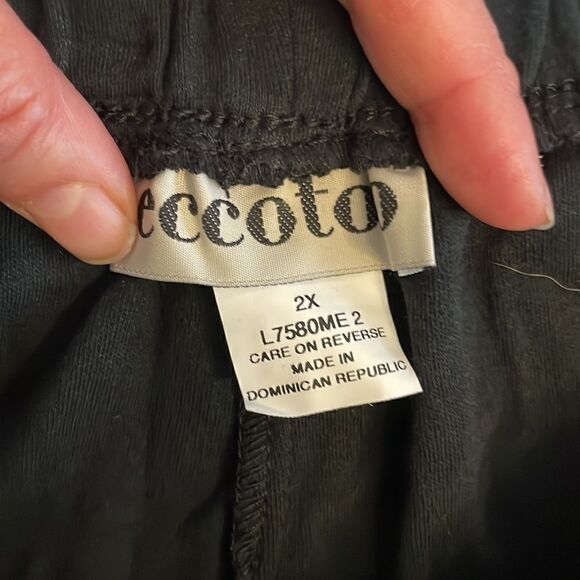 eccoto
2X
L7580ME 2
CARE ON REVERSE
MADE IN
DOMINICAN REPUBLIC